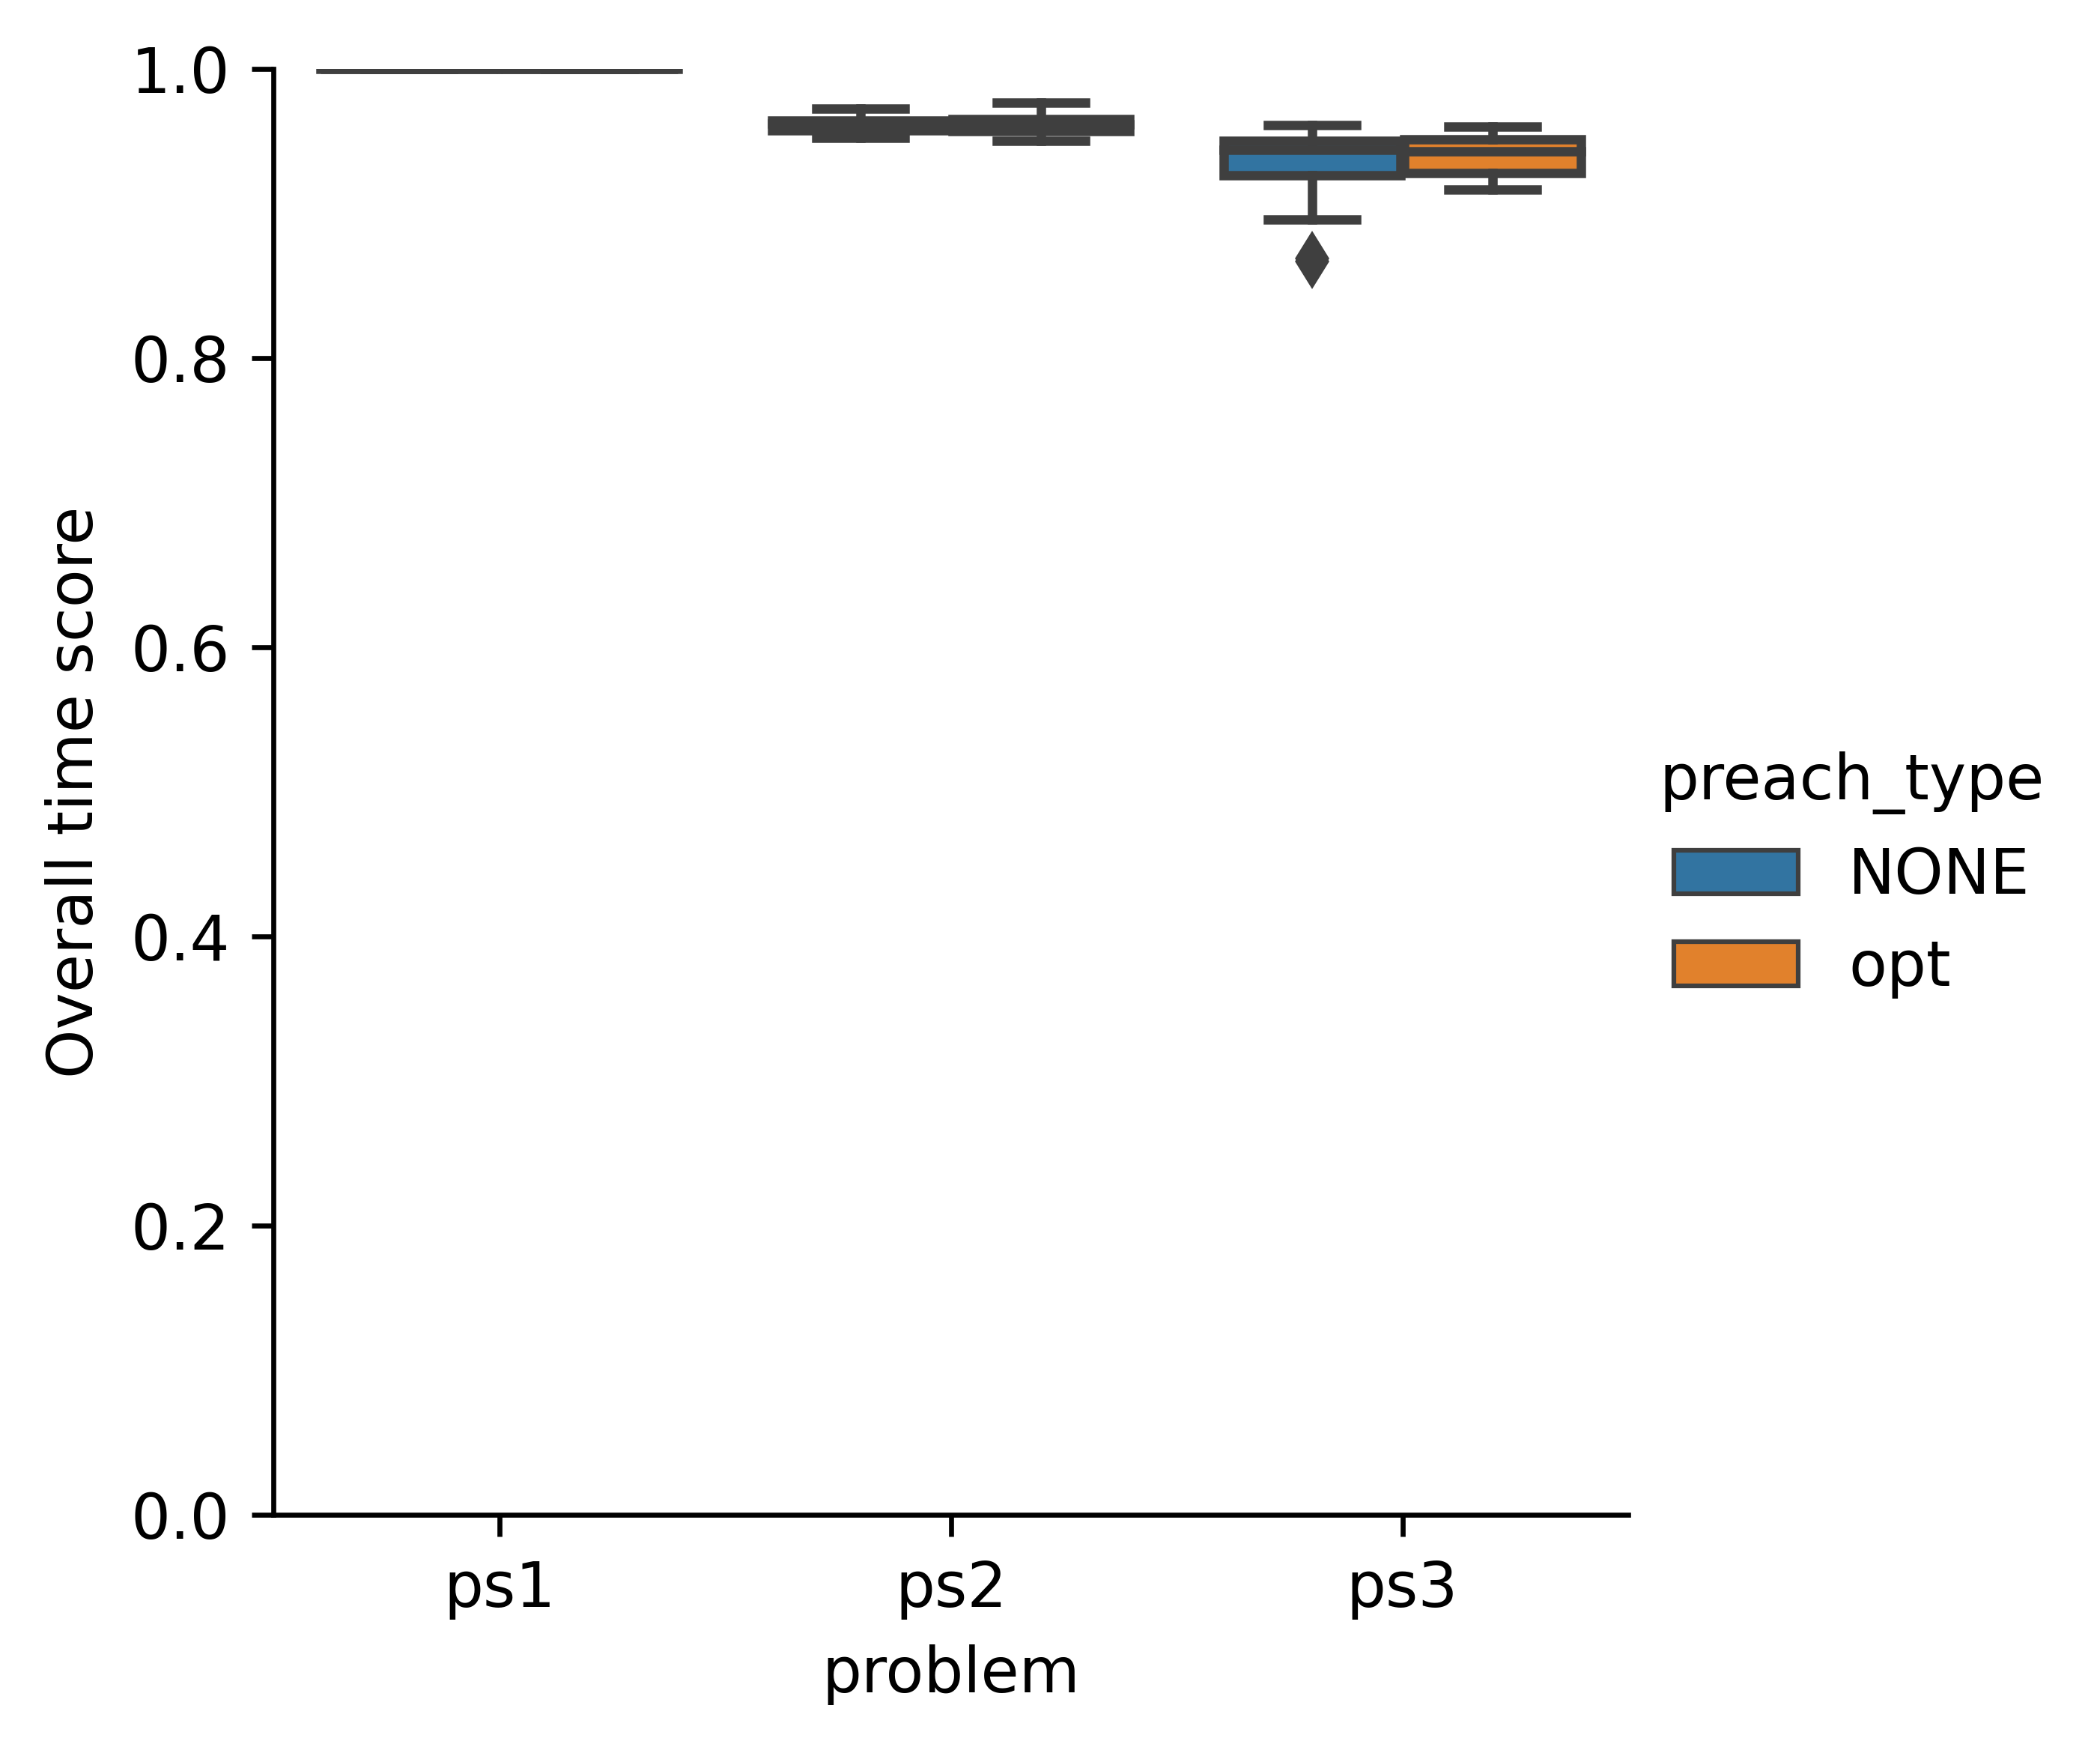 Overall time score
1.0
0.8
0.6
0.4
0.2
0.0
ps1
ps2
ps3
problem
preach_type
NONE
opt